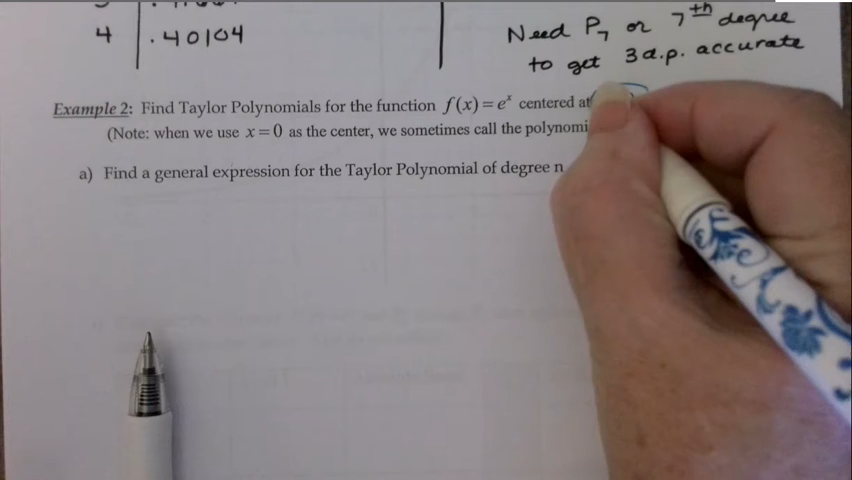 4 .40104
Need P7 or 7th degree
to get 3 d.p. accurate
Example 2: Find Taylor Polynomials for the function f(x) = e^x centered at
(Note: when we use x = 0 as the center, we sometimes call the
a) Find a general expression for the Taylor Polynomial of degree n